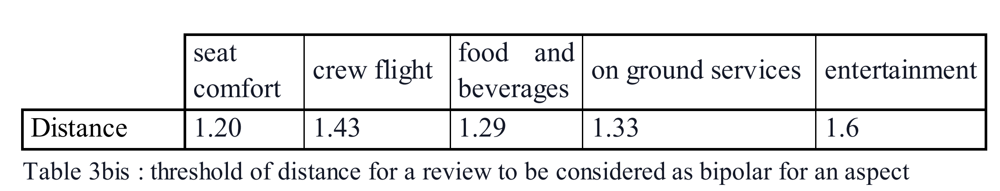 seat comfort crew flight food and beverages on ground services entertainment
Distance 1.20 1.43 1.29 1.33 1.6
Table 3bis : threshold of distance for a review to be considered as bipolar for an aspect